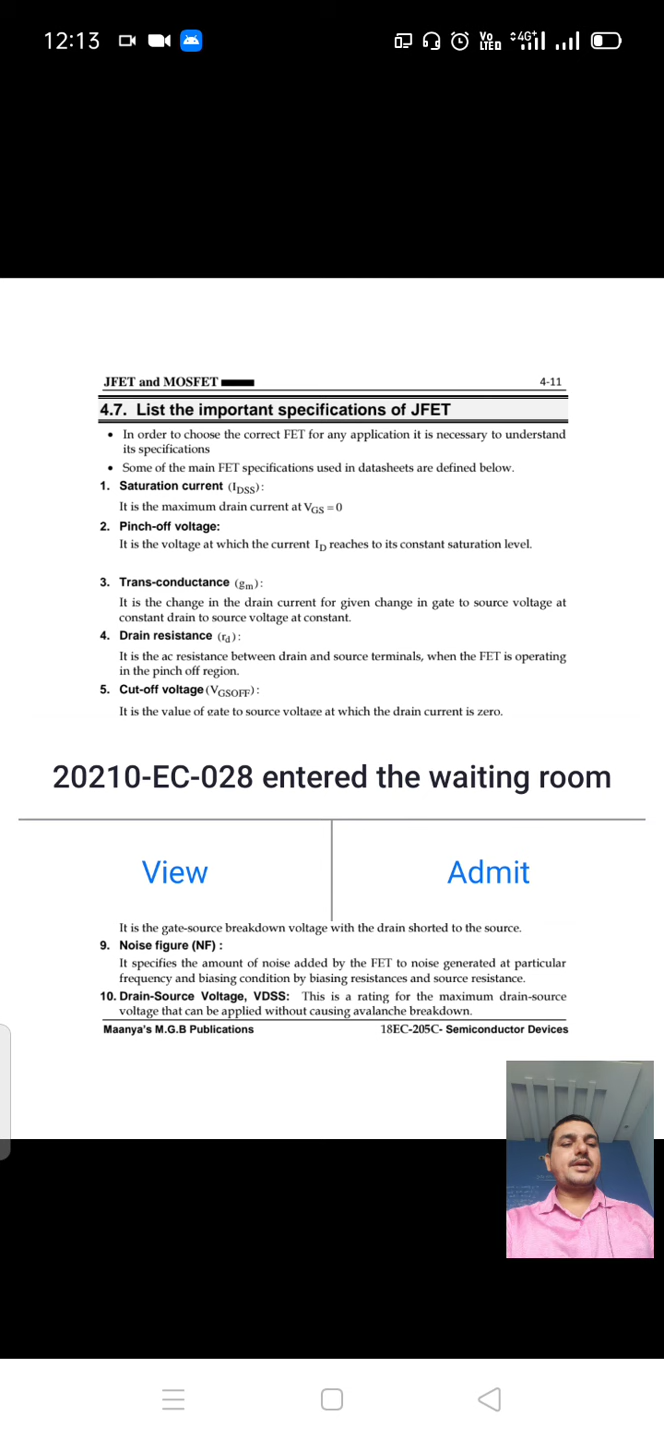 12:13
Vo
LTED
4G+
JFET and MOSFET
4-11
4.7. List the important specifications of JFET
• In order to choose the correct FET for any application it is necessary to understand
its specifications
• Some of the main FET specifications used in datasheets are defined below.
1. Saturation current (IDSS):
It is the maximum drain current at VGS = 0
2. Pinch-off voltage:
It is the voltage at which the current ID reaches to its constant saturation level.
3. Trans-conductance (gm):
It is the change in the drain current for given change in gate to source voltage at
constant drain to source voltage at constant.
4. Drain resistance (rd):
It is the ac resistance between drain and source terminals, when the FET is operating
in the pinch off region.
5. Cut-off voltage (VGSOFF):
It is the value of gate to source voltage at which the drain current is zero.
20210-EC-028 entered the waiting room
View
Admit
It is the gate-source breakdown voltage with the drain shorted to the source.
9. Noise figure (NF) :
It specifies the amount of noise added by the FET to noise generated at particular
frequency and biasing condition by biasing resistances and source resistance.
10. Drain-Source Voltage, VDSS: This is a rating for the maximum drain-source
voltage that can be applied without causing avalanche breakdown.
Maanya's M.G.B Publications
18EC-205C- Semiconductor Devices